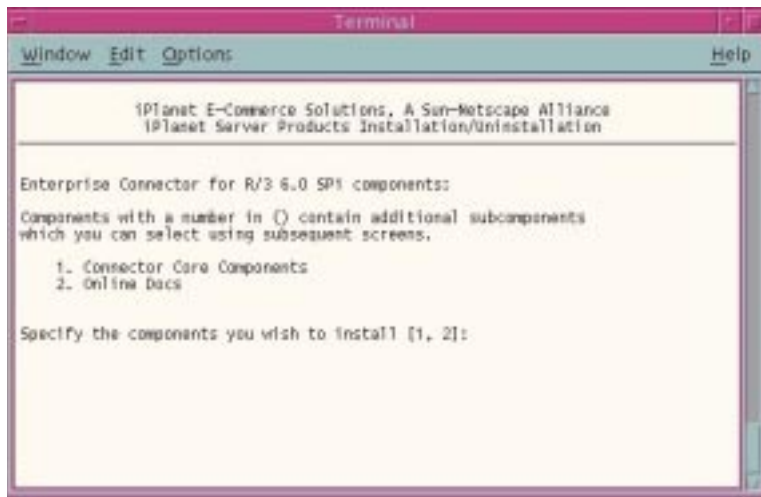 Terminal
Window Edit Options Help
iPlanet E-Commerce Solutions, A Sun-Netscape Alliance
iPlanet Server Products Installation/Uninstallation
Enterprise Connector for R/3 6.0 SP1 components:
Components with a number in () contain additional subcomponents
which you can select using subsequent screens.
1. Connector Core Components
2. Online Docs
Specify the components you wish to install [1, 2]: